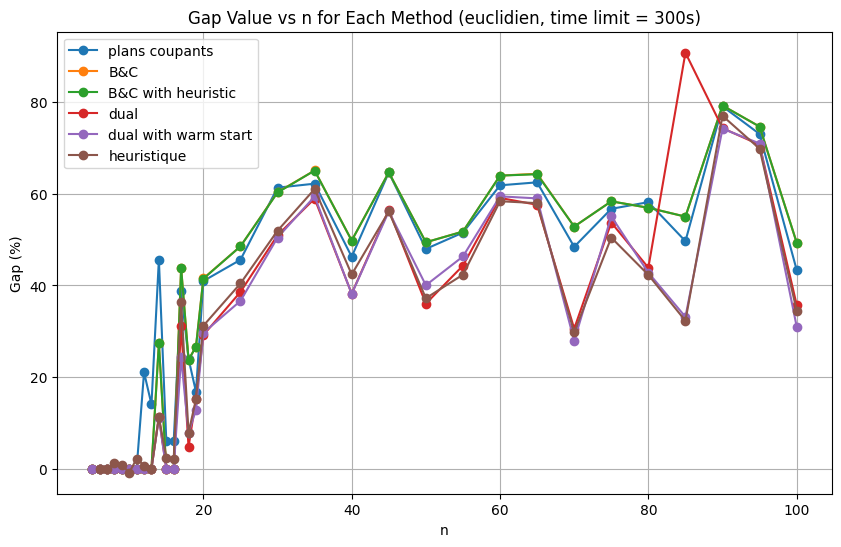 Gap Value vs n for Each Method (euclidien, time limit = 300s)
plans coupants
B&C
B&C with heuristic
dual
dual with warm start
heuristique
Gap (%)
80
60
40
20
0
20 40 60 80 100
n